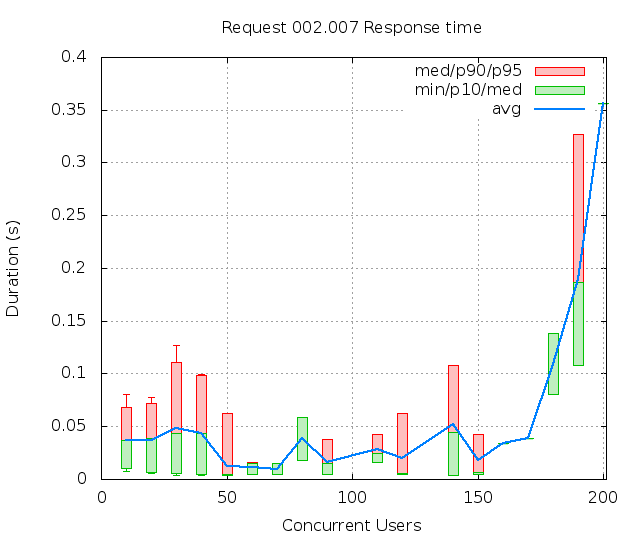 Request 002.007 Response time
0.4
0.35
0.3
0.25
0.2
0.15
0.1
0.05
0
Duration (s)
med/p90/p95
min/p10/med
avg
0 50 100 150 200
Concurrent Users